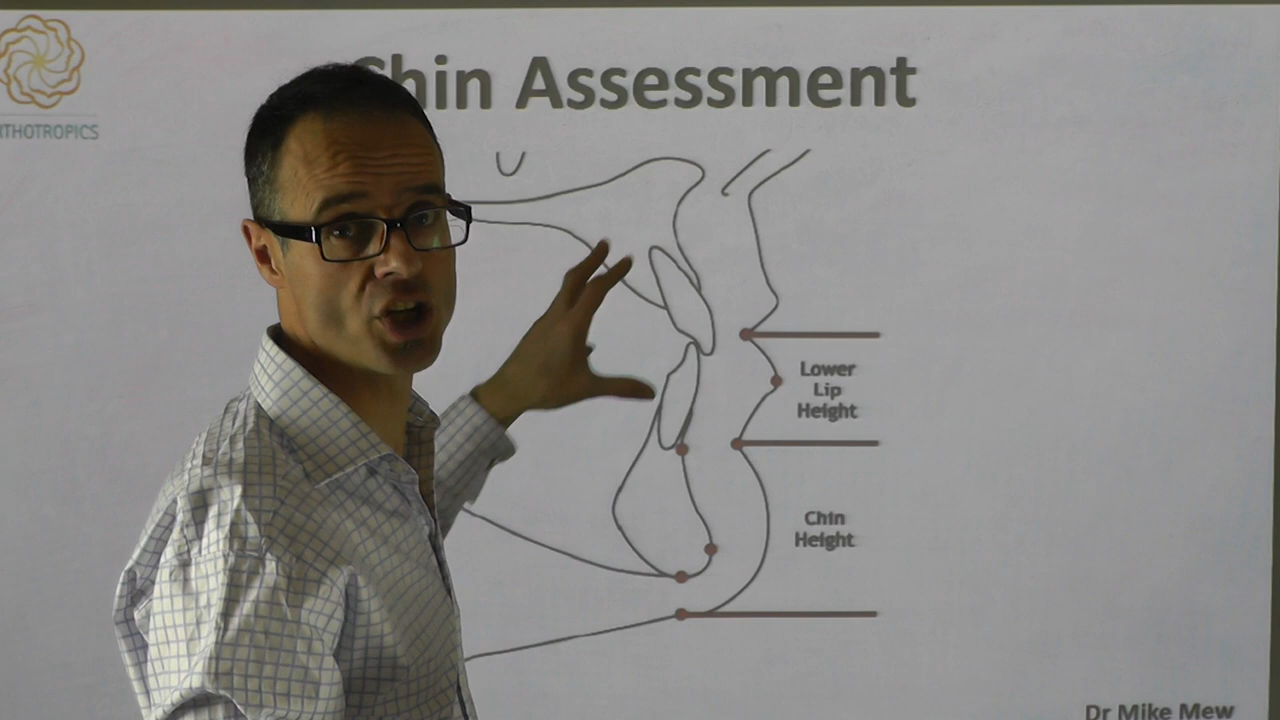 Chin Assessment
RTHOTROPICS
Lower
Lip
Height
Chin
Height
Dr Mike Mew